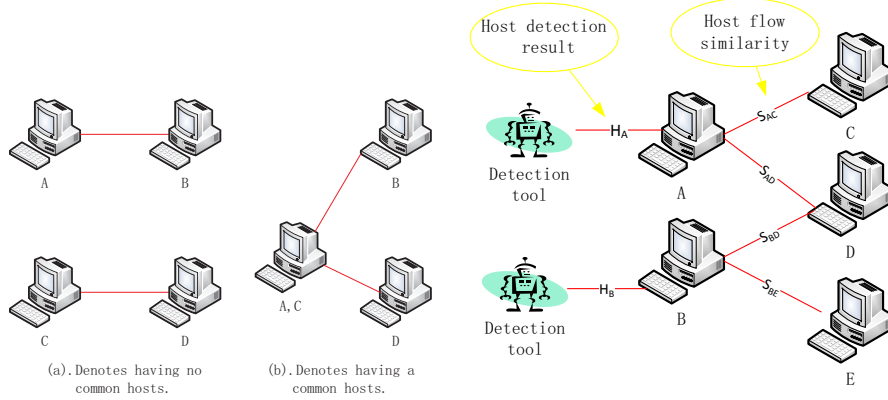 A
B
C
D
(a).Denotes having no
common hosts.
B
A,C
D
(b).Denotes having a
common hosts.
Host detection
result
Host flow
similarity
H_A
Detection
tool
A
S_AC
C
S_AD
D
S_BD
H_B
Detection
tool
B
S_BE
E